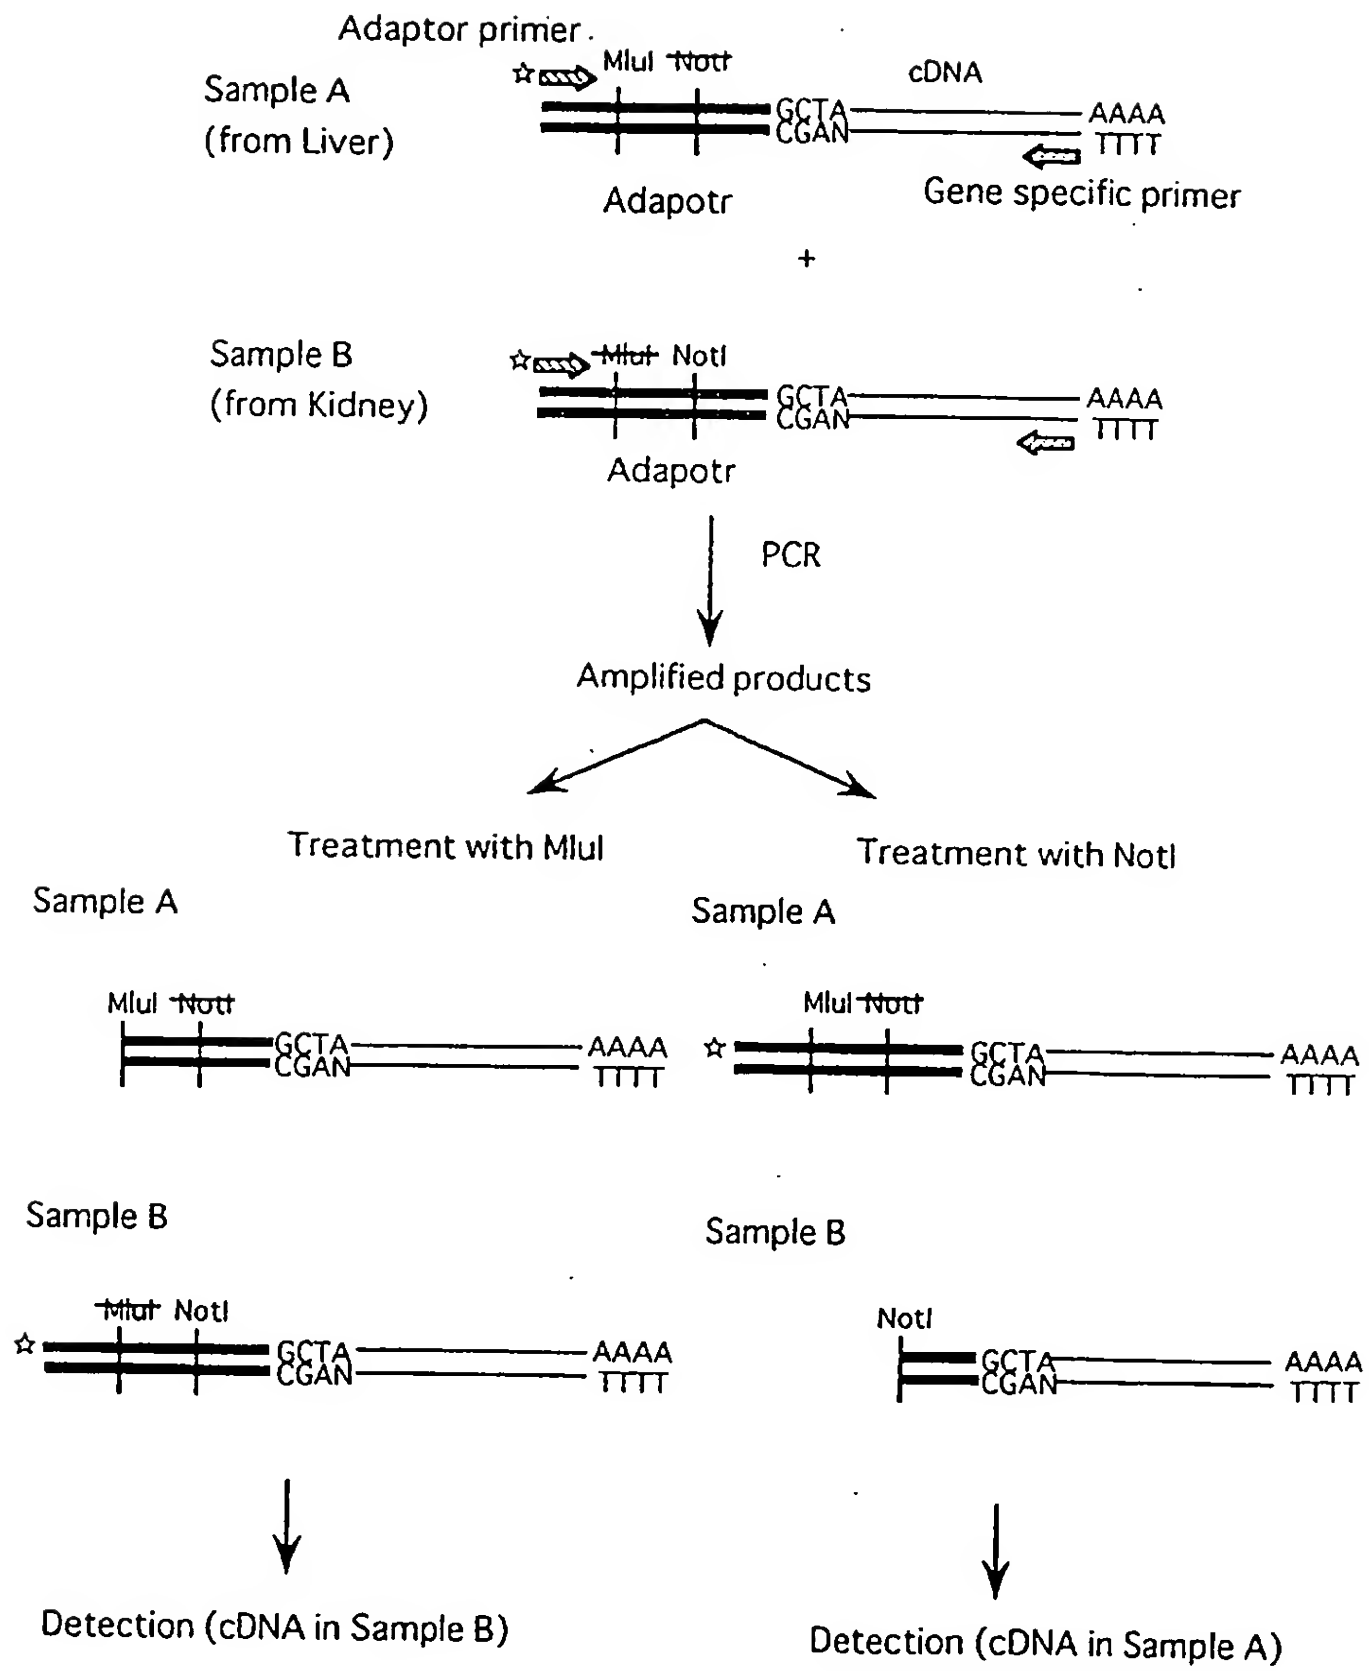 Adaptor primer
MluI NotI
cDNA
Sample A
(from Liver)
GCTA AAAA
CGAN TTTT
Adapotr
Gene specific primer
+
Sample B
(from Kidney)
MluI NotI
GCTA AAAA
CGAN TTTT
Adapotr
PCR
Amplified products
Treatment with MluI
Treatment with NotI
Sample A
Sample A
MluI NotI
MluI NotI
GCTA AAAA
CGAN TTTT
GCTA AAAA
CGAN TTTT
Sample B
Sample B
MluI NotI
NotI
GCTA AAAA
CGAN TTTT
GCTA AAAA
CGAN TTTT
Detection (cDNA in Sample B)
Detection (cDNA in Sample A)